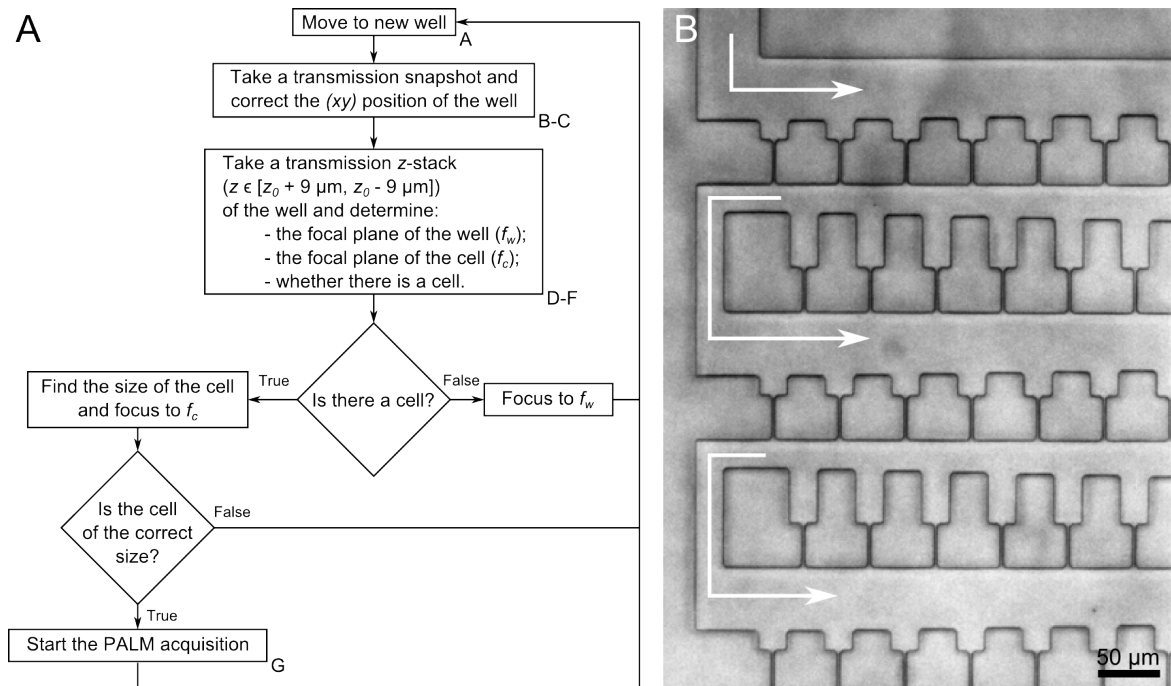 A
Move to new well
A
Take a transmission snapshot and
correct the (xy) position of the well
B-C
Take a transmission z-stack
(z ϵ [z0 + 9 µm, z0 - 9 µm])
of the well and determine:
- the focal plane of the well (fw);
- the focal plane of the cell (fc);
- whether there is a cell.
D-F
Is there a cell?
True
False
Find the size of the cell
and focus to fc
Focus to fw
Is the cell
of the correct
size?
False
True
Start the PALM acquisition
G
B
50 µm